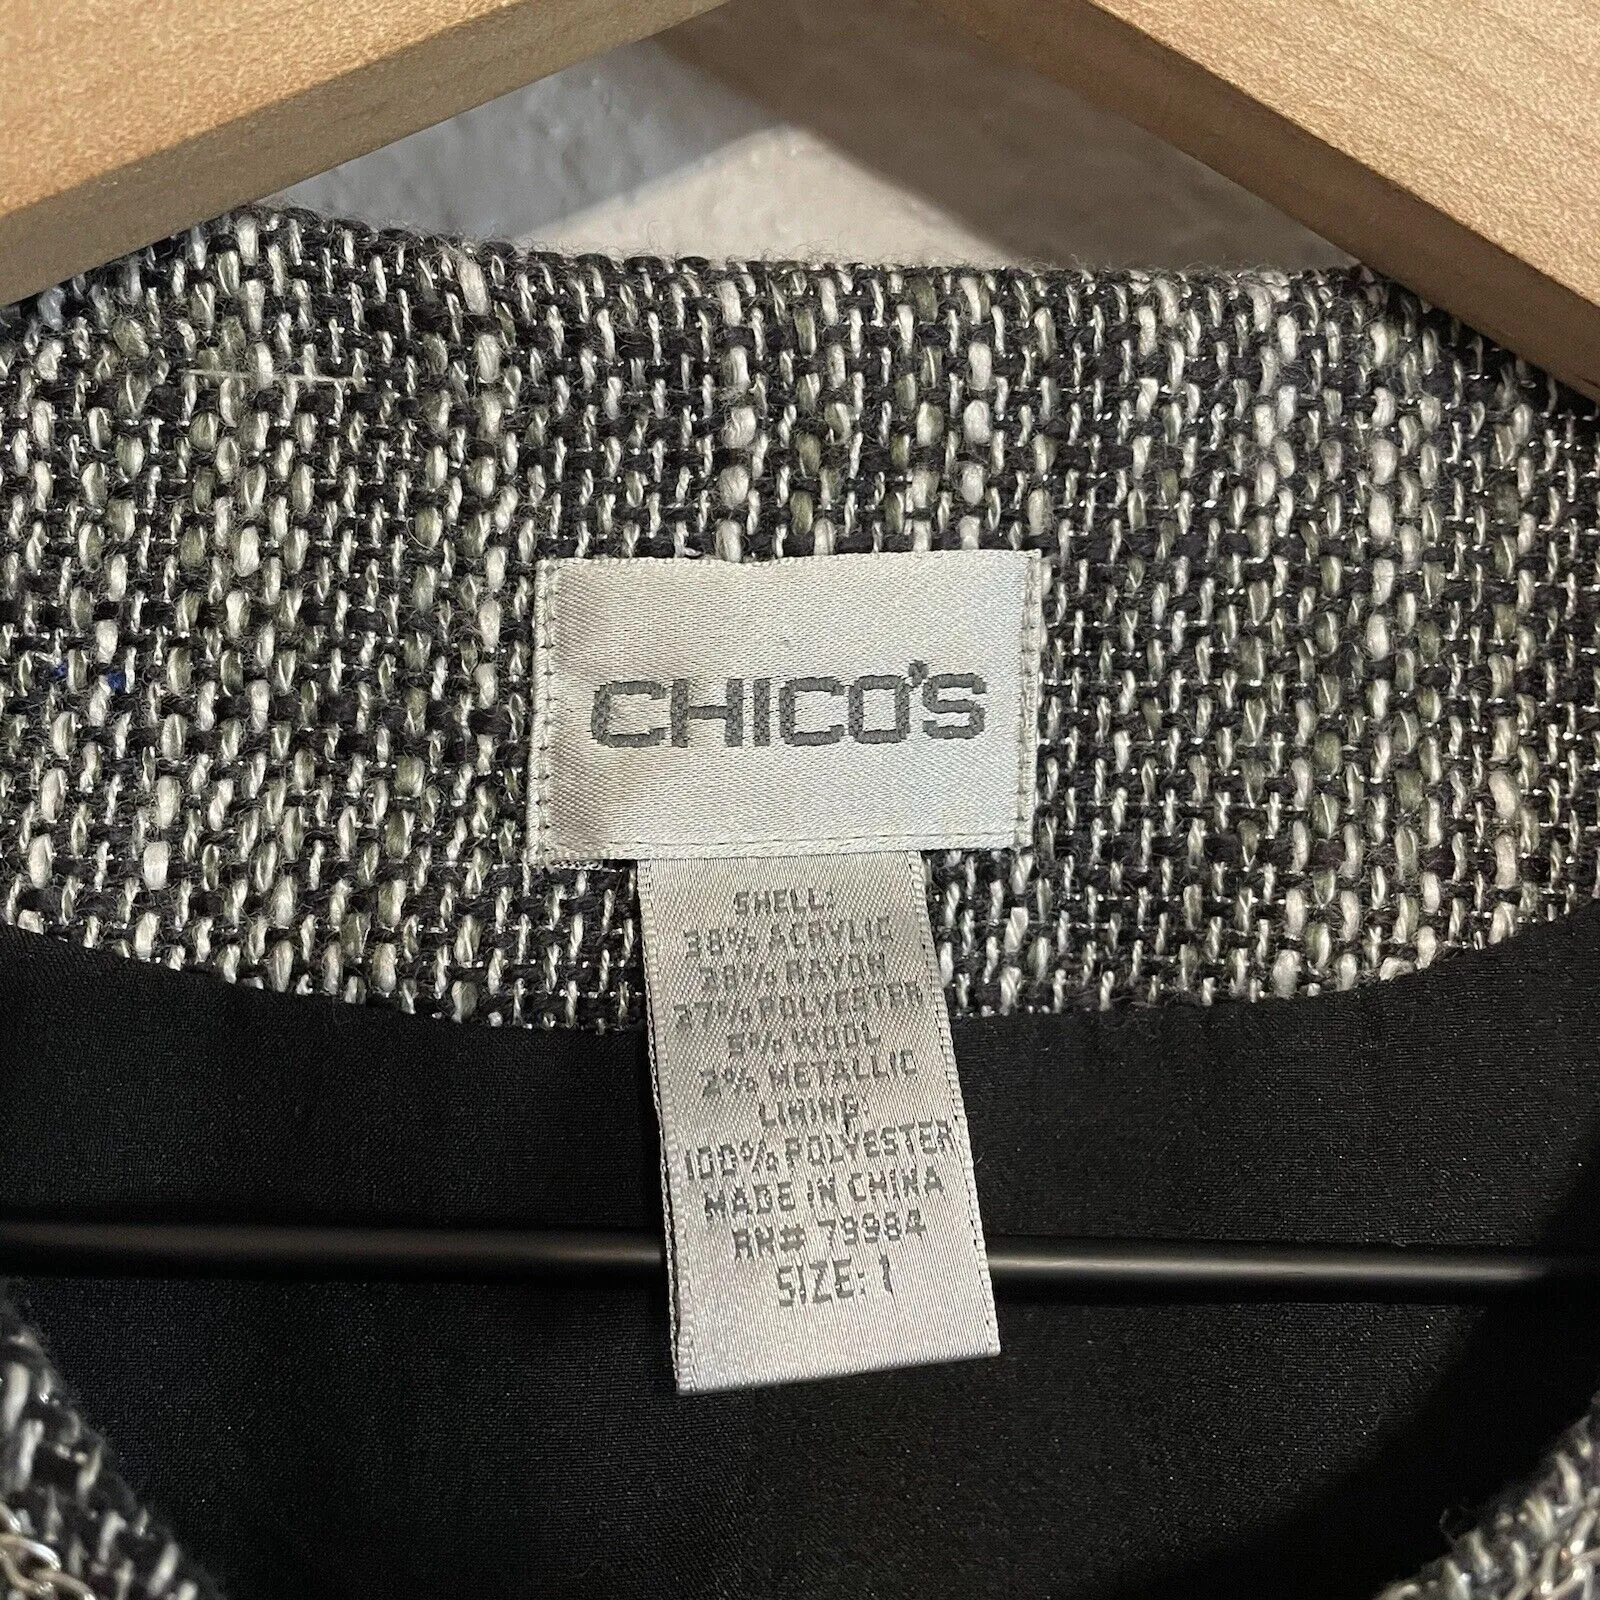 CHICO'S
SHELL:
38% ACRYLIC
28% RAYON
27% POLYESTER
5% WOOL
2% METALLIC
LINING:
100% POLYESTER
MADE IN CHINA
RN# 79984
SIZE: 1